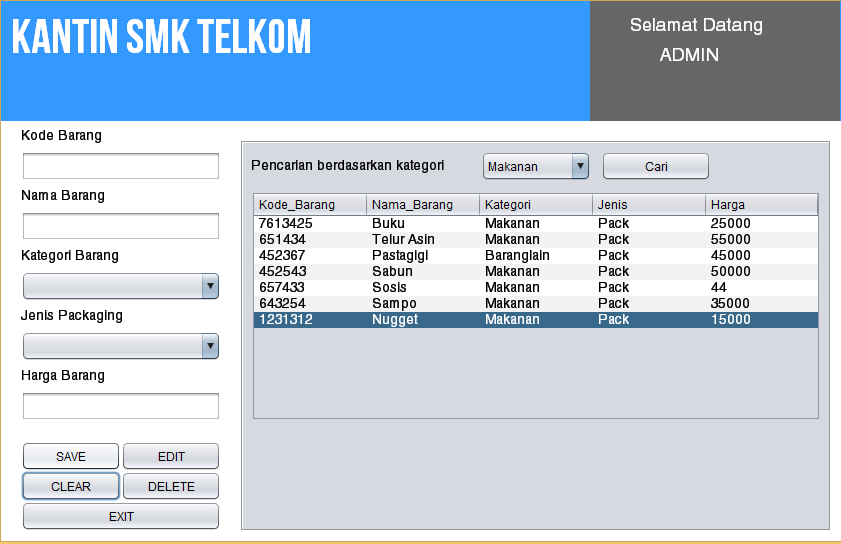 KANTIN SMK TELKOM
Selamat Datang
ADMIN
Kode Barang
Nama Barang
Kategori Barang
Jenis Packaging
Harga Barang
SAVE EDIT
CLEAR DELETE
EXIT
Pencarian berdasarkan kategori Makanan Cari
Kode_Barang Nama_Barang Kategori Jenis Harga
7613425 Buku Makanan Pack 25000
651434 Telur Asin Makanan Pack 55000
452367 Pastagigi Baranglain Pack 45000
452543 Sabun Makanan Pack 50000
657433 Sosis Makanan Pack 44
643254 Sampo Makanan Pack 35000
1231312 Nugget Makanan Pack 15000